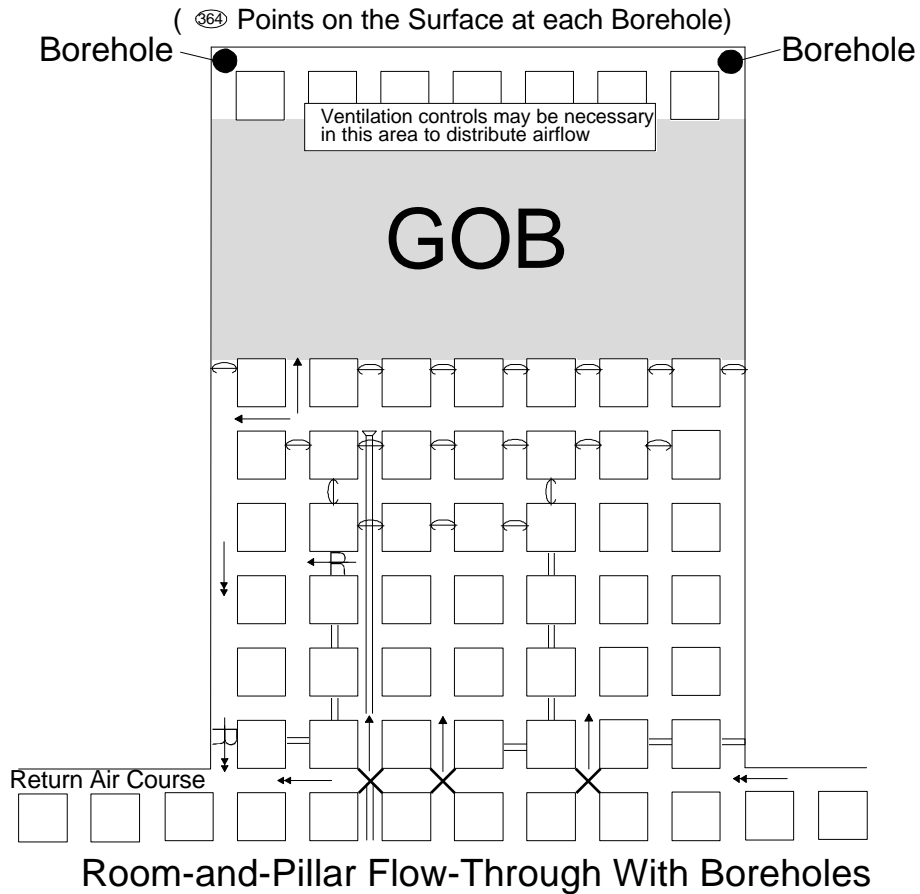 ( 364 Points on the Surface at each Borehole)
Borehole
Borehole
Ventilation controls may be necessary
in this area to distribute airflow
GOB
R
R
Return Air Course
Room-and-Pillar Flow-Through With Boreholes